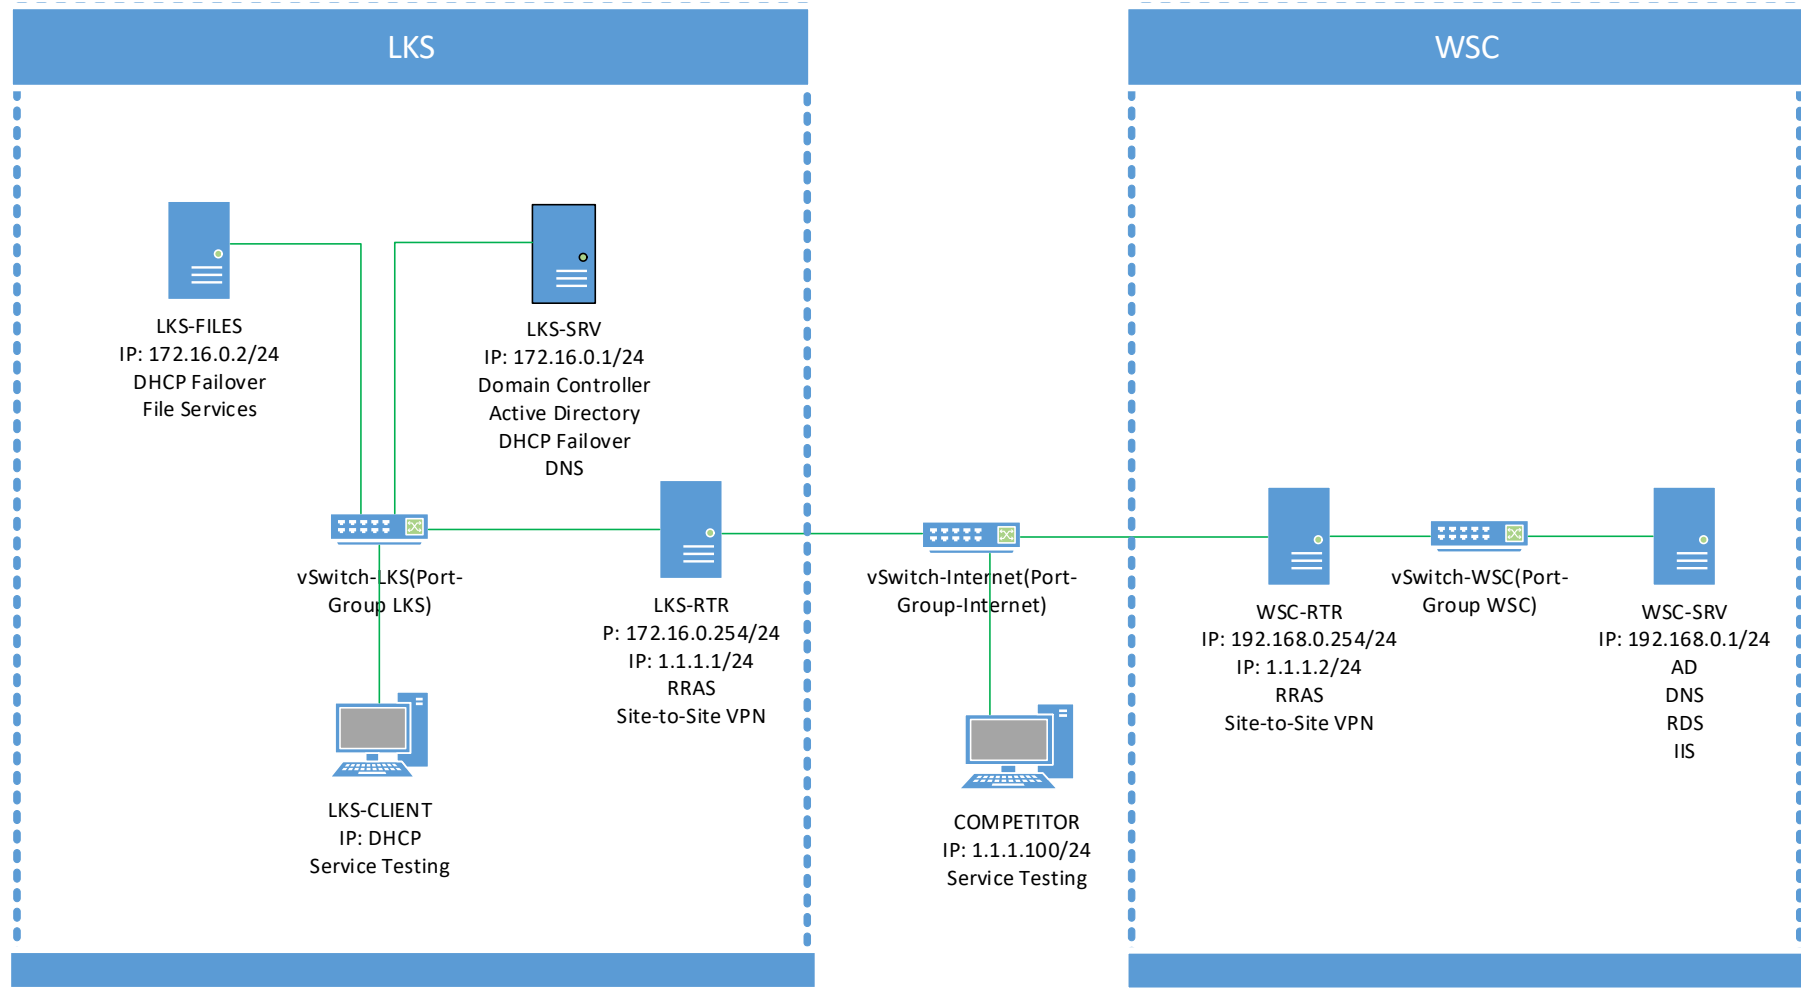 LKS
WSC
LKS-FILES
IP: 172.16.0.2/24
DHCP Failover
File Services
LKS-SRV
IP: 172.16.0.1/24
Domain Controller
Active Directory
DHCP Failover
DNS
vSwitch-LKS(Port-
Group LKS)
LKS-RTR
P: 172.16.0.254/24
IP: 1.1.1.1/24
RRAS
Site-to-Site VPN
LKS-CLIENT
IP: DHCP
Service Testing
vSwitch-Internet(Port-
Group-Internet)
COMPETITOR
IP: 1.1.1.100/24
Service Testing
WSC-RTR
IP: 192.168.0.254/24
IP: 1.1.1.2/24
RRAS
Site-to-Site VPN
vSwitch-WSC(Port-
Group WSC)
WSC-SRV
IP: 192.168.0.1/24
AD
DNS
RDS
IIS